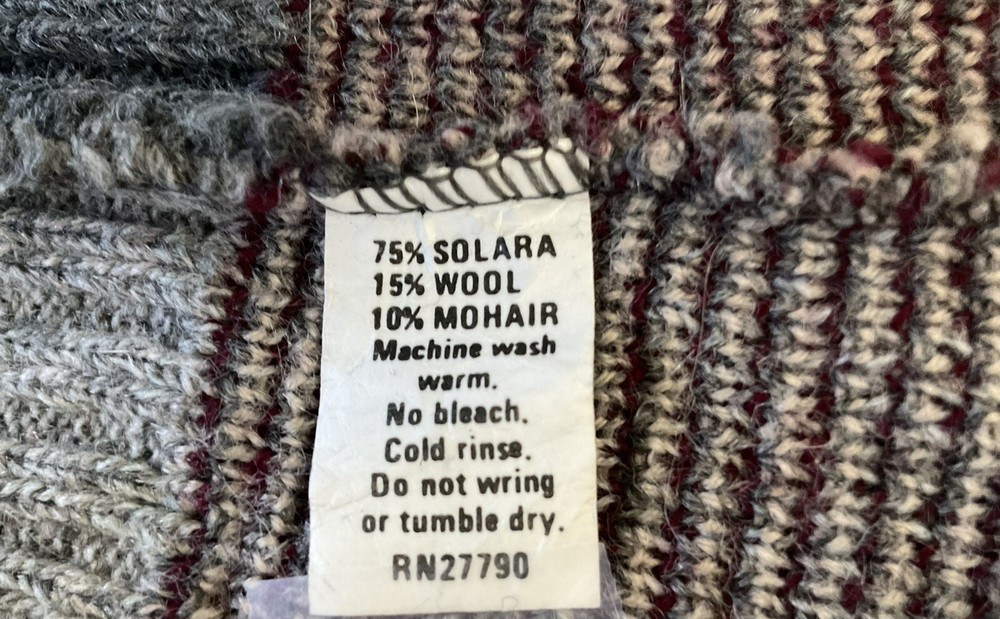 75% SOLARA
15% WOOL
10% MOHAIR
Machine wash
warm.
No bleach.
Cold rinse.
Do not wring
or tumble dry.
RN27790